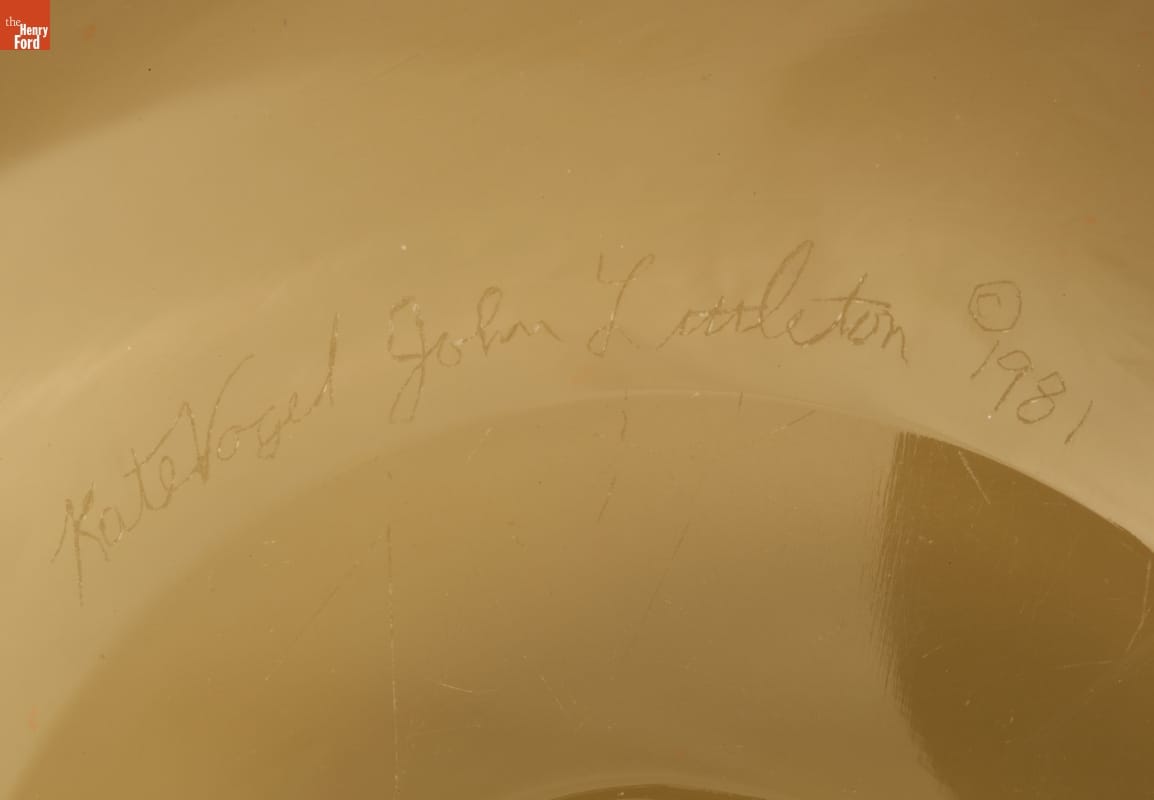 the
Henry
Ford
Kate Vogel John Littleton ©
1981